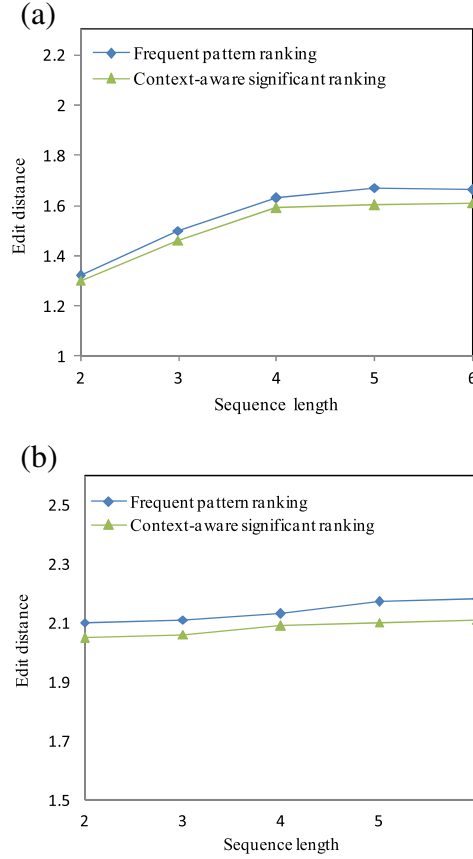 (a)
2.2
Frequent pattern ranking
Context-aware significant ranking
2
1.8
1.6
1.4
1.2
1
Edit distance
2 3 4 5 6
Sequence length
(b)
2.5
Frequent pattern ranking
Context-aware significant ranking
2.3
2.1
1.9
1.7
1.5
Edit distance
2 3 4 5
Sequence length